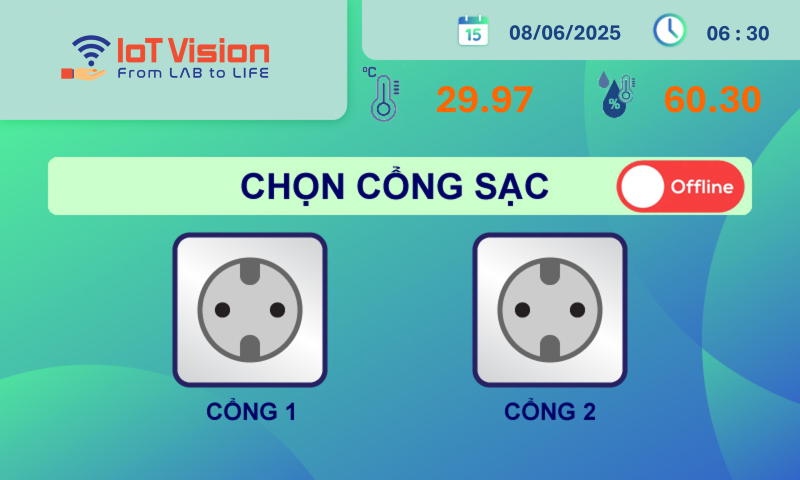 IoT Vision
From LAB to LIFE
15
08/06/2025
06 : 30
°C
29.97
%
60.30
CHỌN CỔNG SẠC
Offline
CỔNG 1
CỔNG 2